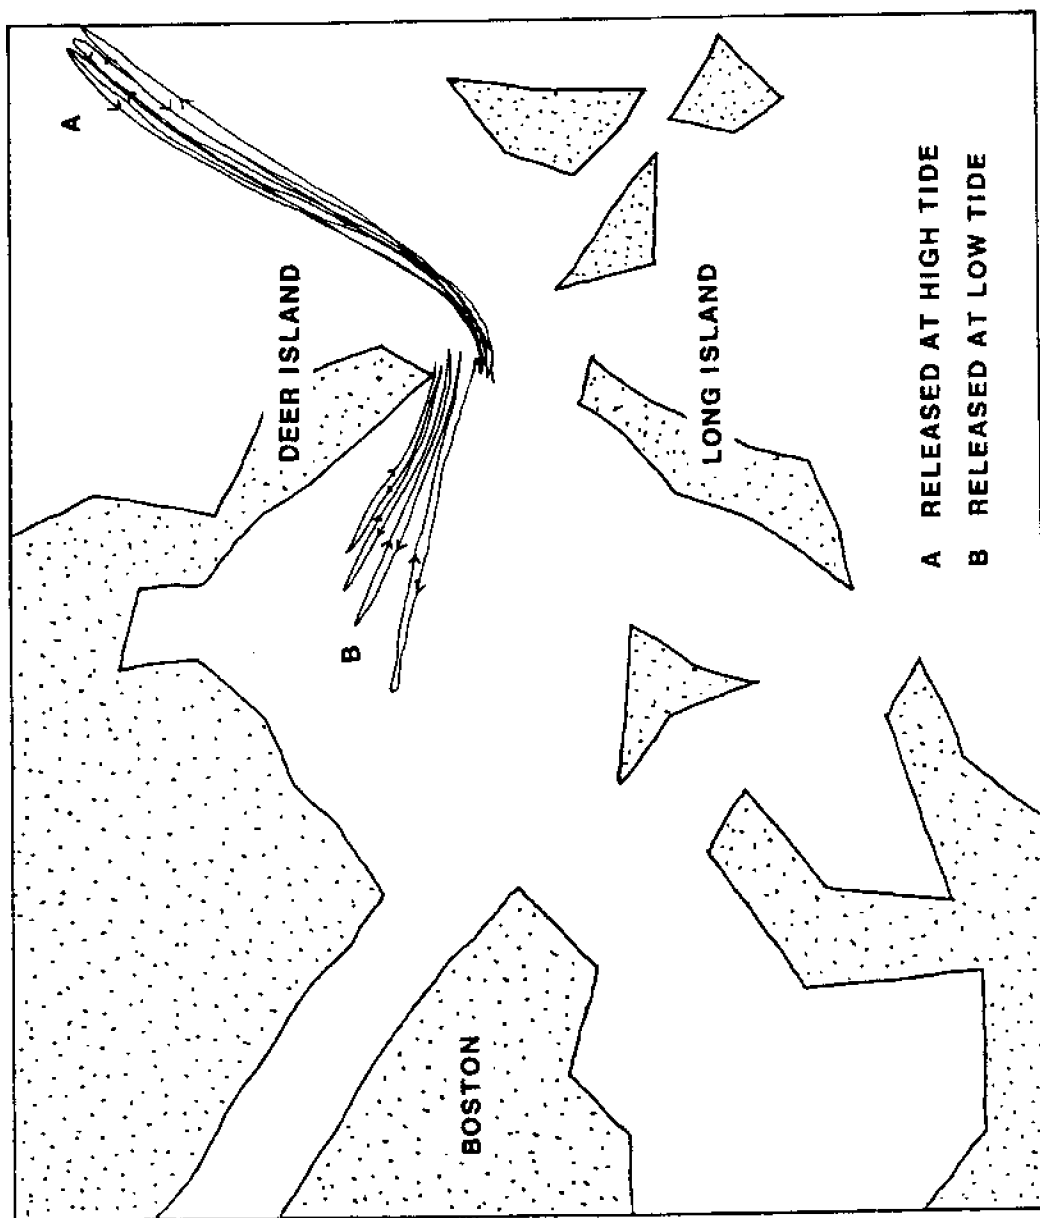 A
DEER ISLAND
B
LONG ISLAND
BOSTON
A RELEASED AT HIGH TIDE
B RELEASED AT LOW TIDE